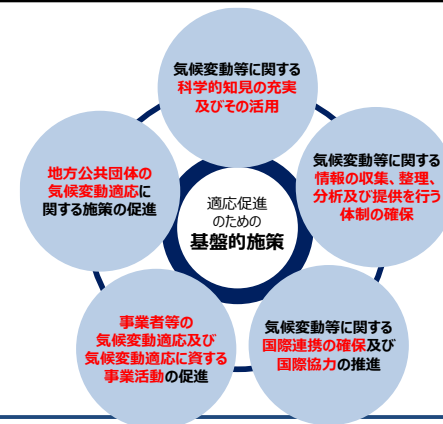 気候変動等に関する
科学的知見の充実
及びその活用
気候変動等に関する
情報の収集、整理、
分析及び提供を行う
体制の確保
気候変動等に関する
国際連携の確保及び
国際協力の推進
事業者等の
気候変動適応及び
気候変動適応に資する
事業活動の促進
地方公共団体の
気候変動適応に
関する施策の促進
適応促進
のための
基盤的施策